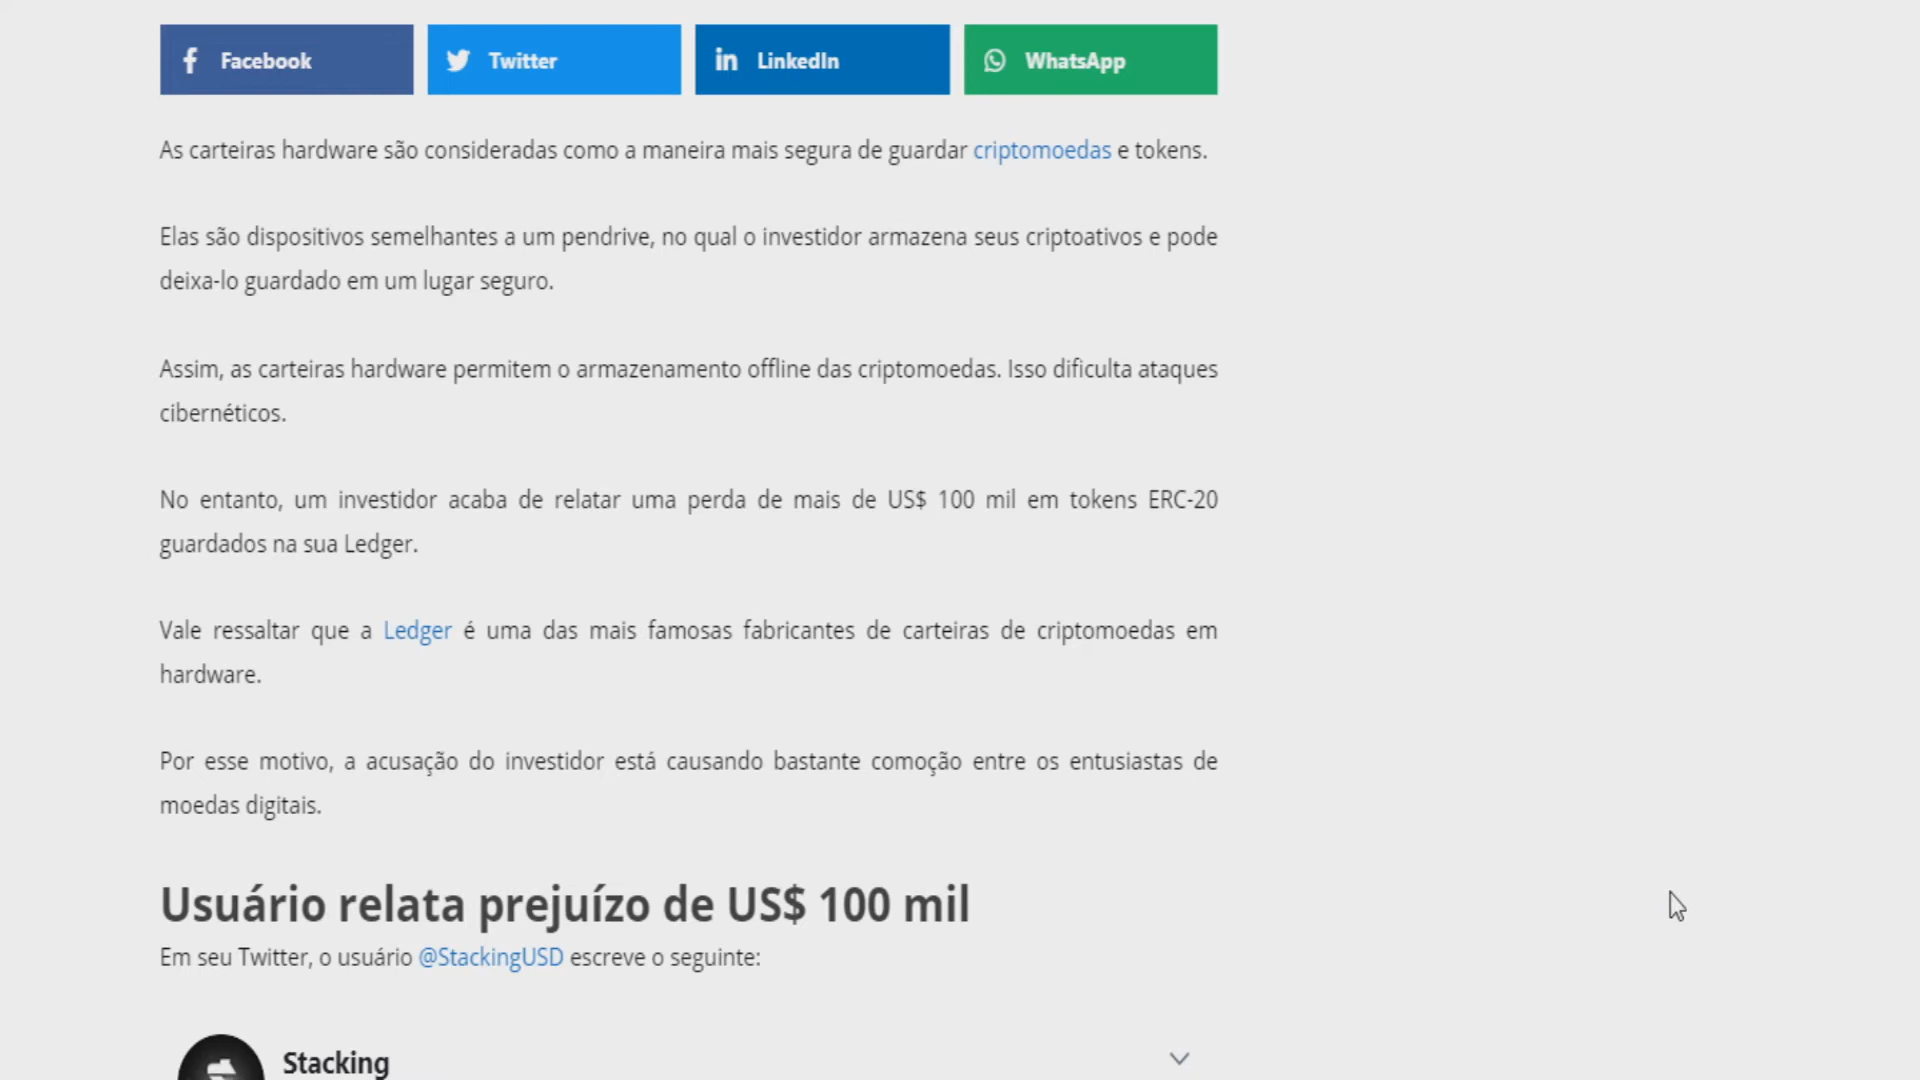 Facebook
Twitter
LinkedIn
WhatsApp
As carteiras hardware são consideradas como a maneira mais segura de guardar criptomoedas e tokens.
Elas são dispositivos semelhantes a um pendrive, no qual o investidor armazena seus criptoativos e pode
deixa-lo guardado em um lugar seguro.
Assim, as carteiras hardware permitem o armazenamento offline das criptomoedas. Isso dificulta ataques
cibernéticos.
No entanto, um investidor acaba de relatar uma perda de mais de US$ 100 mil em tokens ERC-20
guardados na sua Ledger.
Vale ressaltar que a Ledger é uma das mais famosas fabricantes de carteiras de criptomoedas em
hardware.
Por esse motivo, a acusação do investidor está causando bastante comoção entre os entusiastas de
moedas digitais.
Usuário relata prejuízo de US$ 100 mil
Em seu Twitter, o usuário @StackingUSD escreve o seguinte:
Stacking